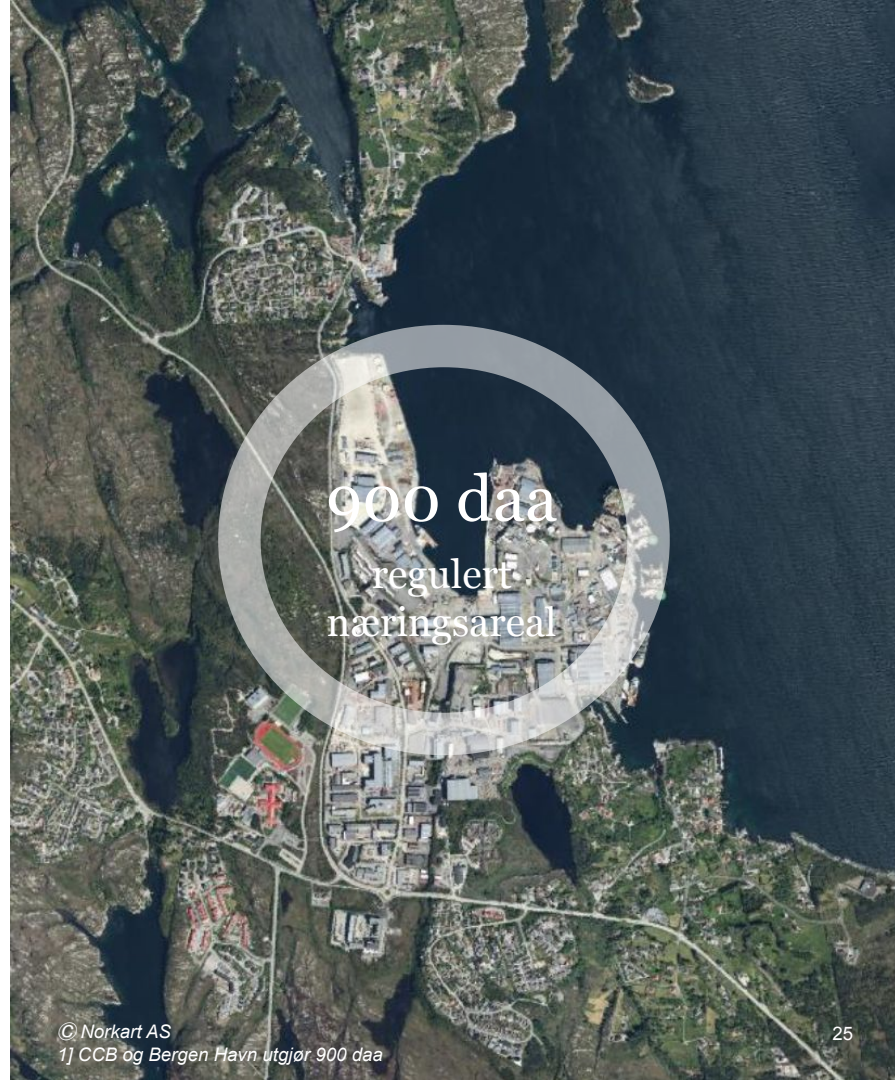 900 daa
regulert
næringsareal
© Norkart AS
1] CCB og Bergen Havn utgjør 900 daa
25